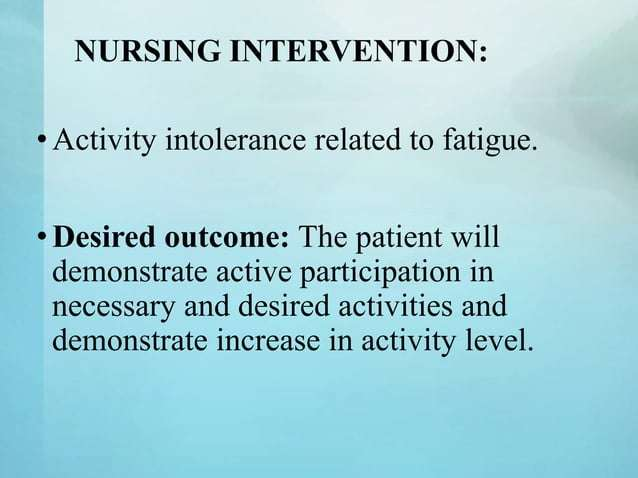 NURSING INTERVENTION:
• Activity intolerance related to fatigue.
• Desired outcome: The patient will
demonstrate active participation in
necessary and desired activities and
demonstrate increase in activity level.